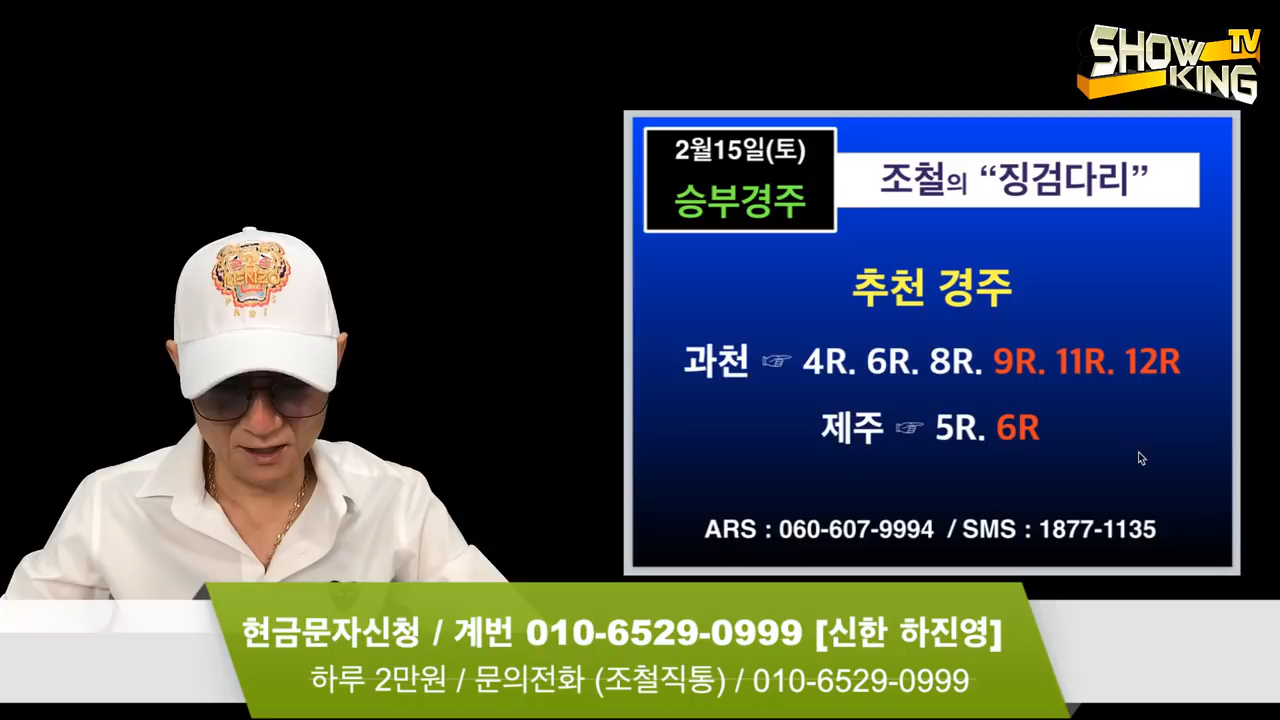 SHOW TV
KING
2월15일(토)
승부경주
조철의 “징검다리”
추천 경주
과천 ☞ 4R. 6R. 8R. 9R. 11R. 12R
제주 ☞ 5R. 6R
ARS : 060-607-9994 / SMS : 1877-1135
KENZO
PARIS
현금문자신청 / 계번 010-6529-0999 [신한 하진영]
하루 2만원 / 문의전화 (조철직통) / 010-6529-0999